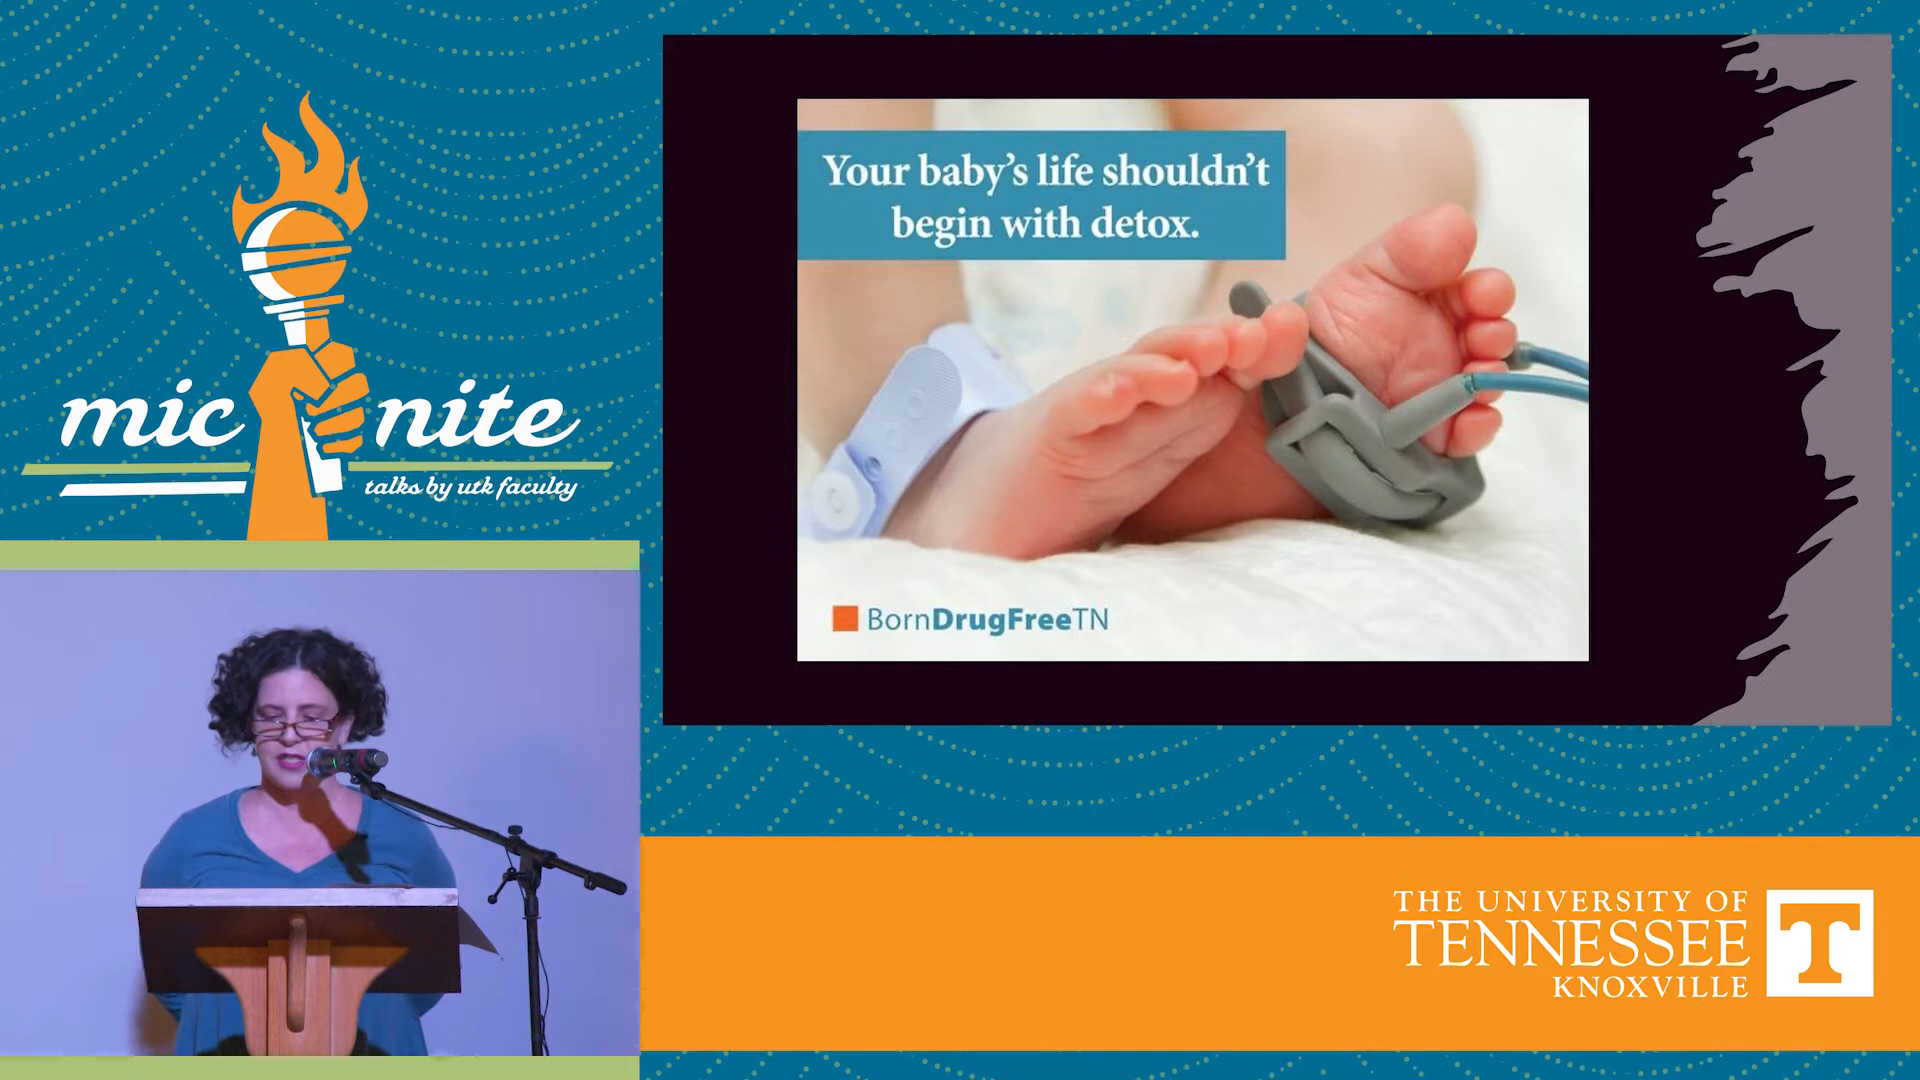 mic nite
talks by utk faculty
Your baby's life shouldn't
begin with detox.
BornDrugFreeTN
THE UNIVERSITY OF
TENNESSEE
KNOXVILLE
T